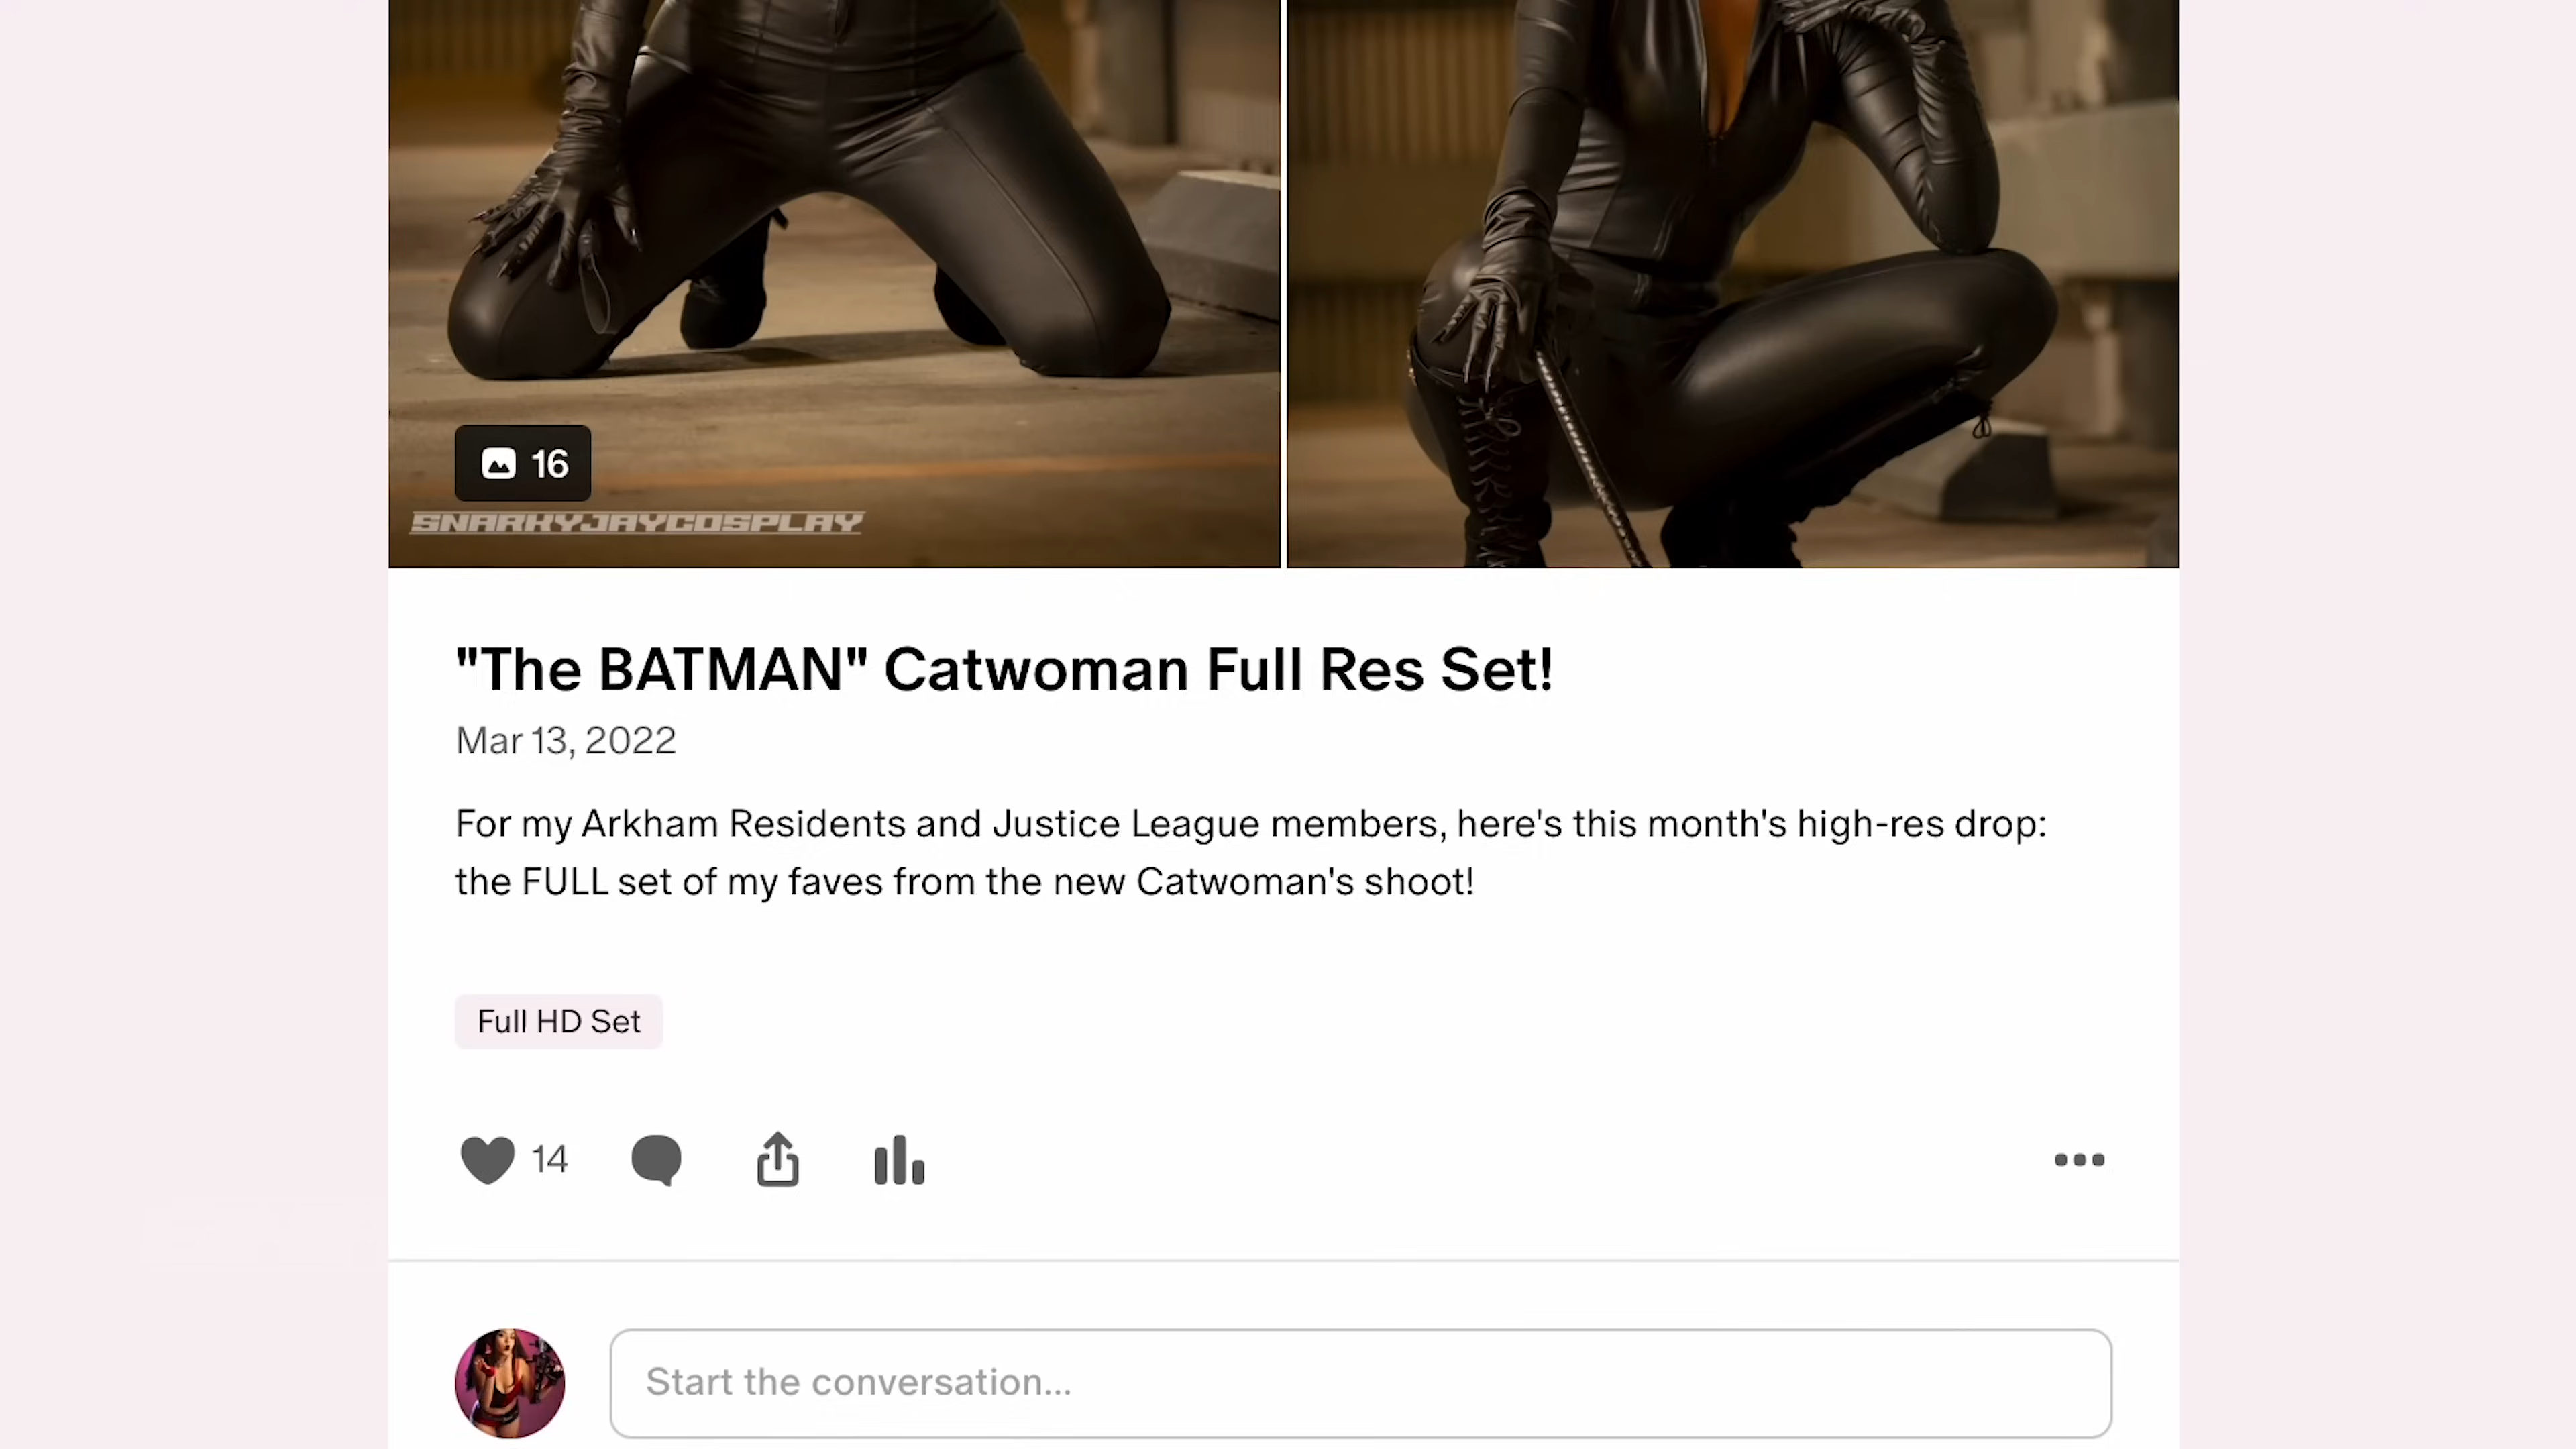 16
SNARKYJAYCOSPLAY
"The BATMAN" Catwoman Full Res Set!
Mar 13, 2022
For my Arkham Residents and Justice League members, here's this month's high-res drop:
the FULL set of my faves from the new Catwoman's shoot!
Full HD Set
14
Start the conversation...